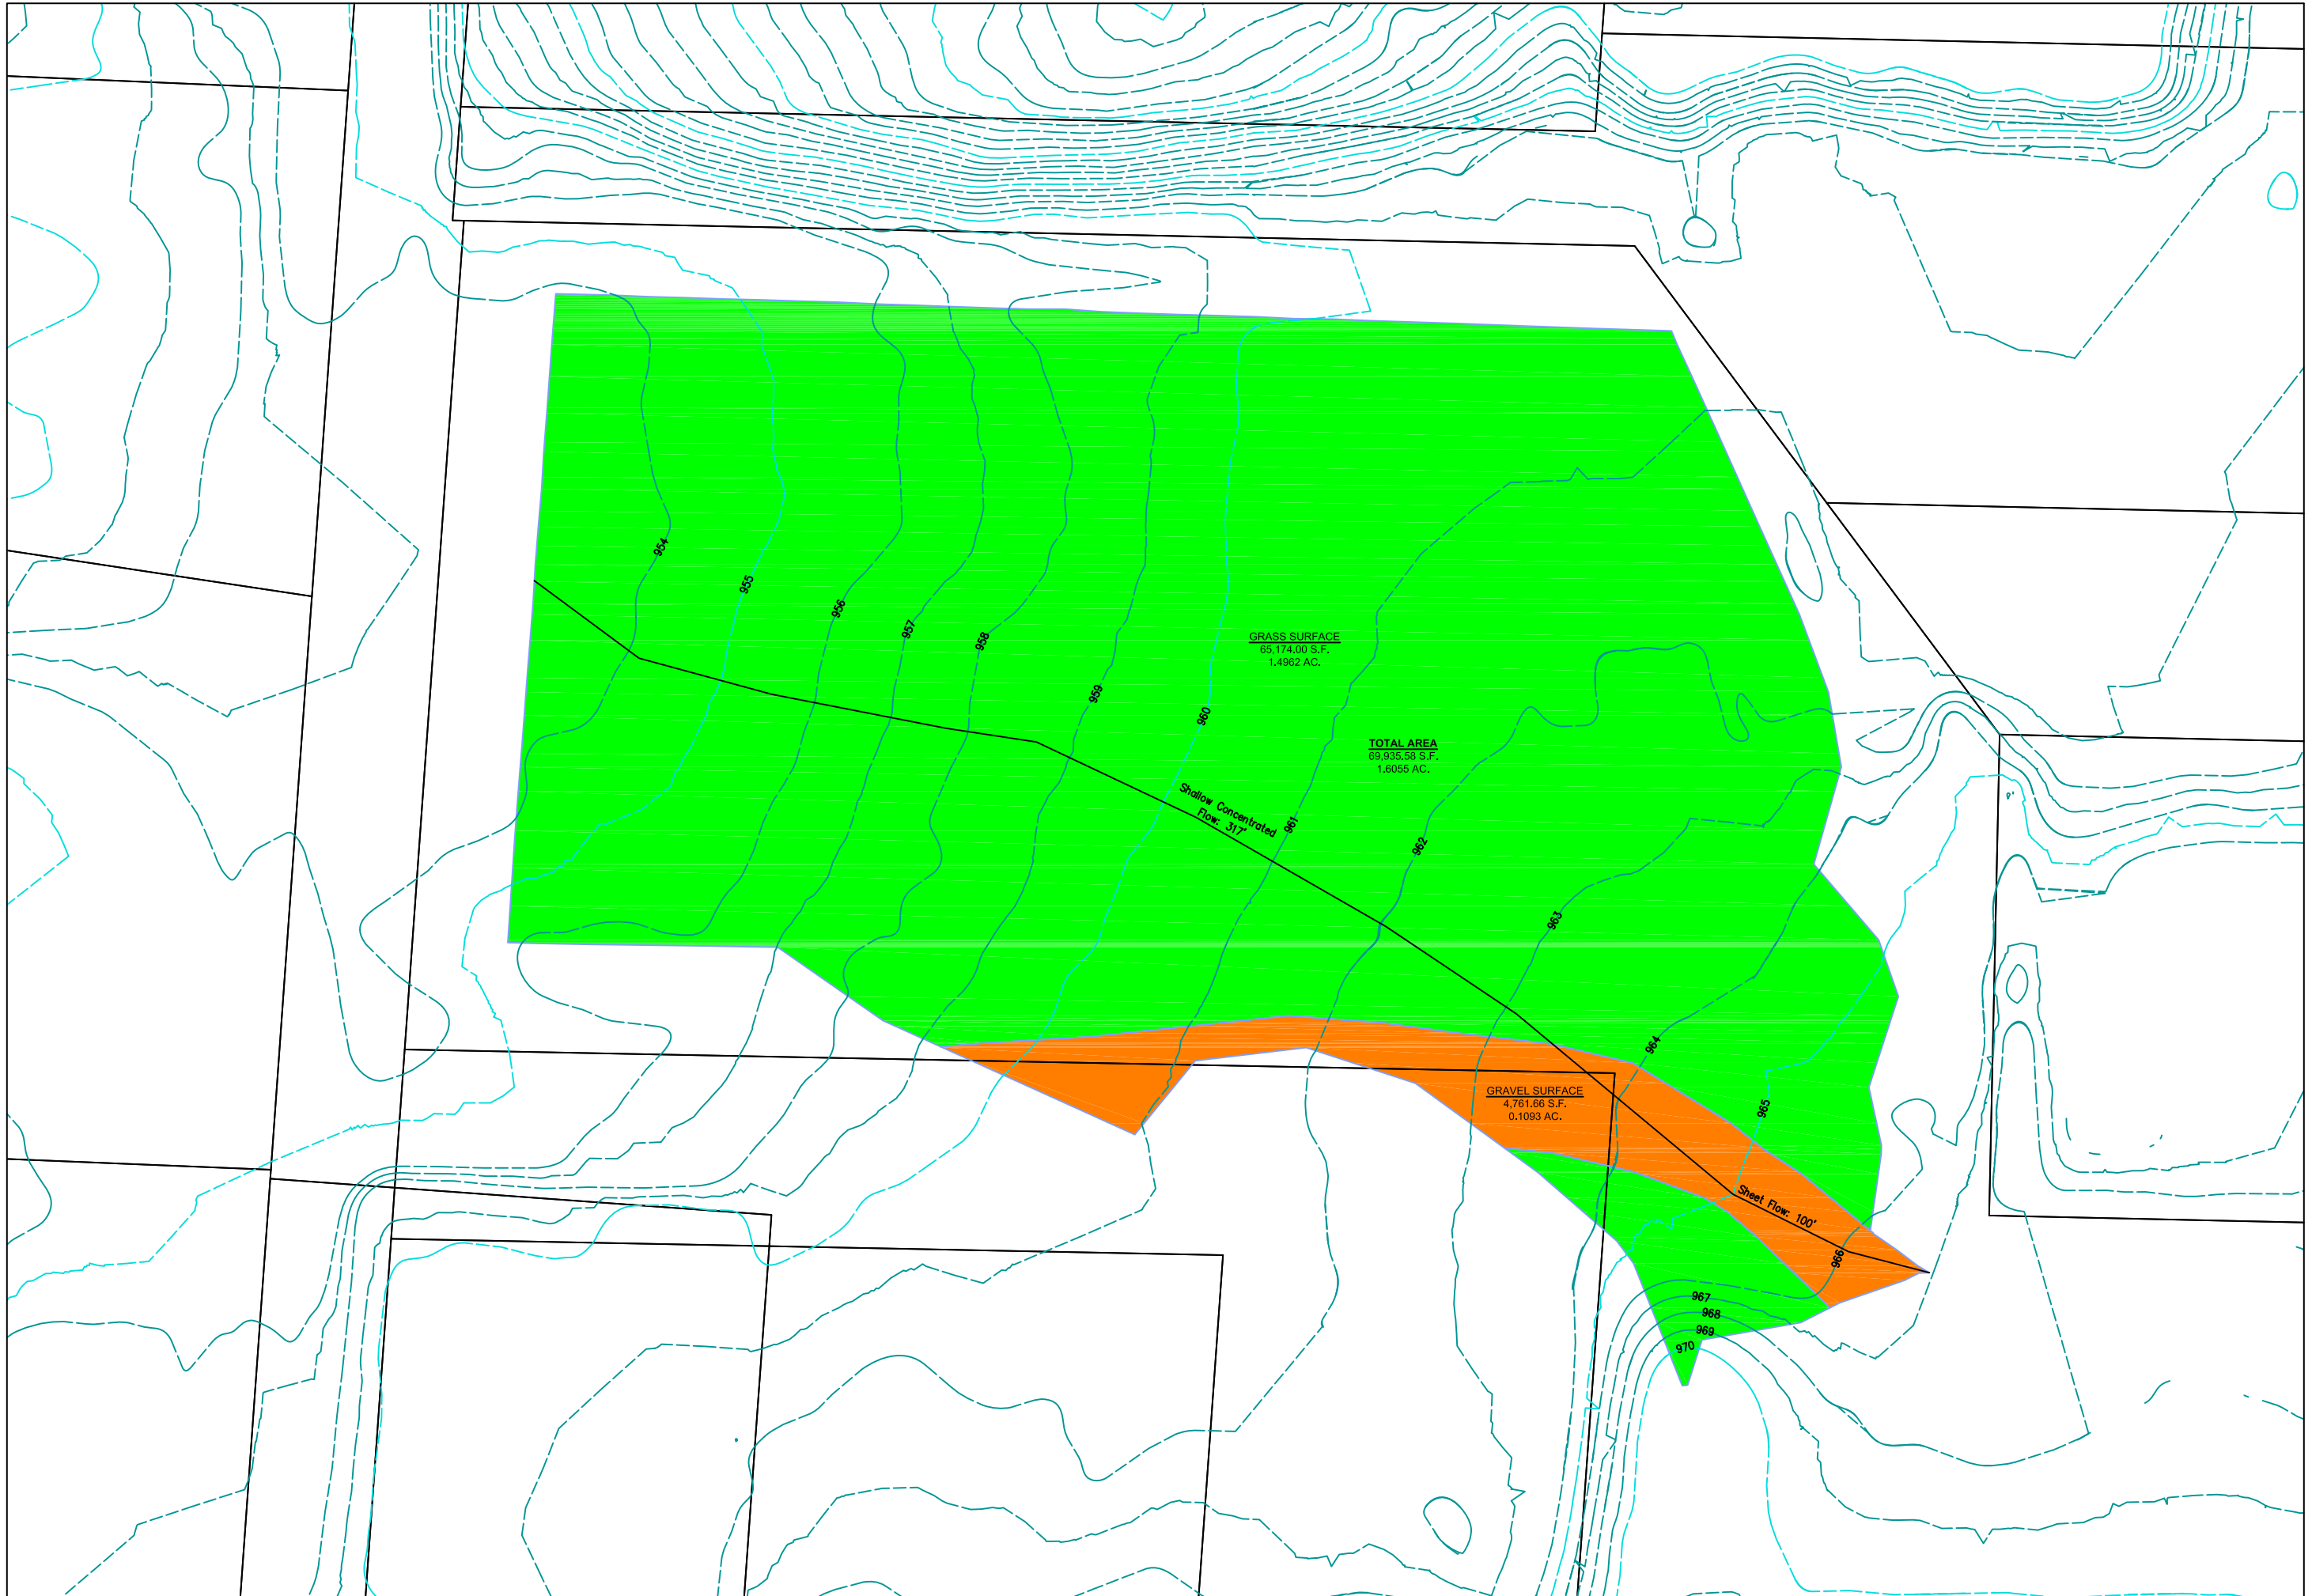 954
955
956
957
958
959
960
GRASS SURFACE
65,174.00 S.F.
1.4962 AC.
TOTAL AREA
69,935.58 S.F.
1.6055 AC.
Shallow Concentrated
Flow: 317'
961
962
963
964
965
GRAVEL SURFACE
4,761.66 S.F.
0.1093 AC.
Sheet Flow: 100'
966
967
968
969
970